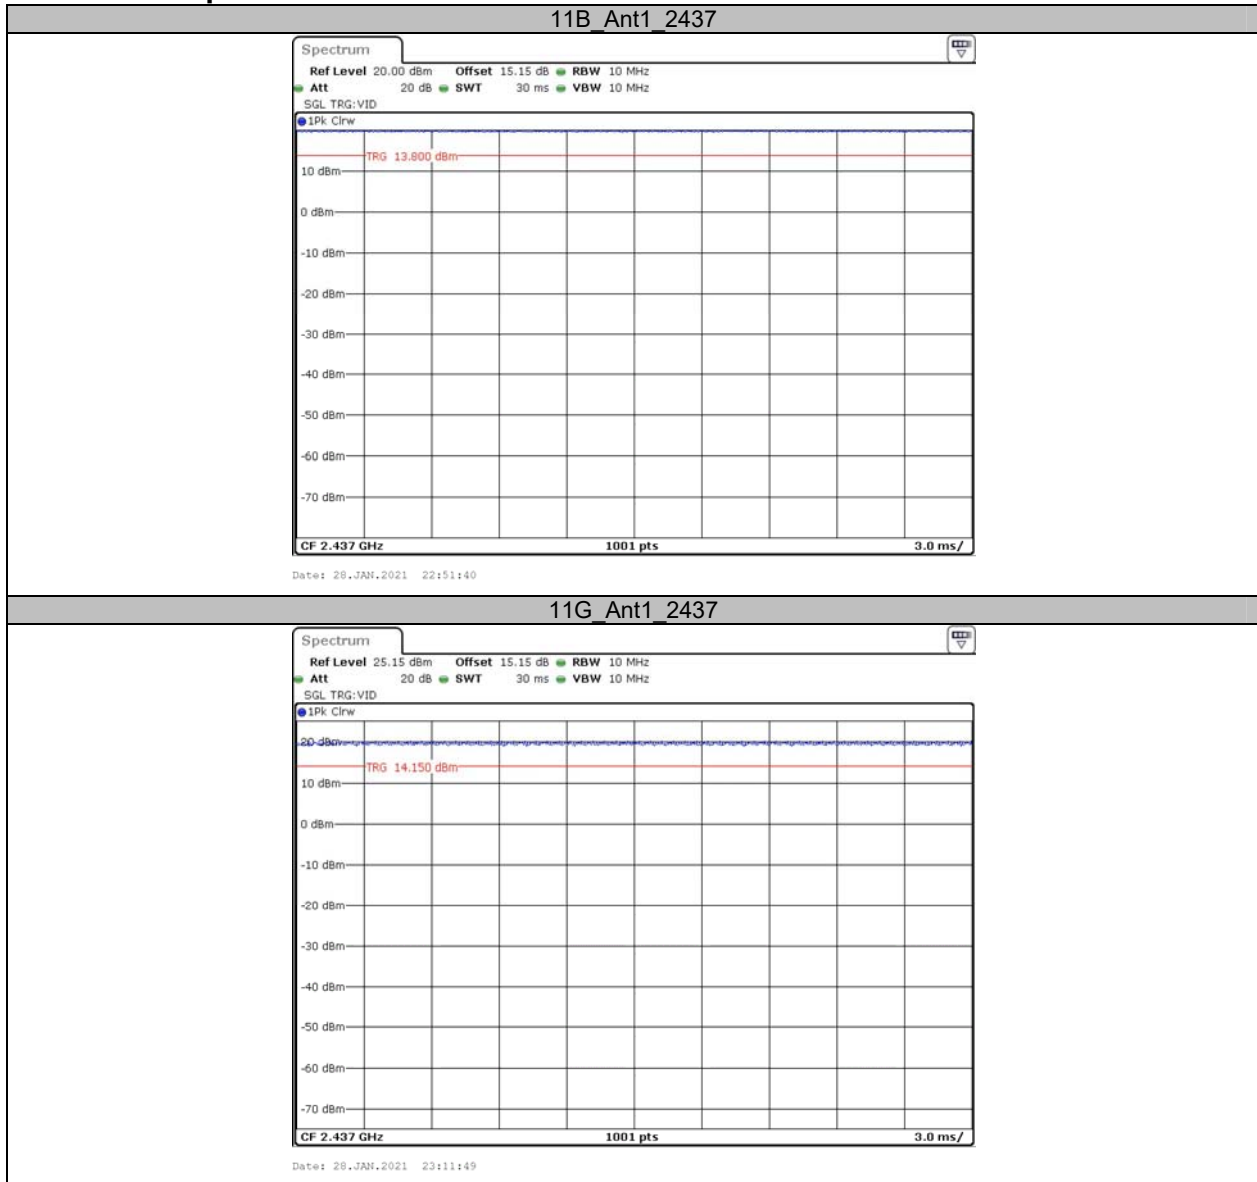 11B_Ant1_2437
Spectrum
Ref Level 20.00 dBm Offset 15.15 dB RBW 10 MHz
Att 20 dB SWT 30 ms VBW 10 MHz
SGL TRG:VID
1Pk Clrw
TRG 13.800 dBm
10 dBm
0 dBm
-10 dBm
-20 dBm
-30 dBm
-40 dBm
-50 dBm
-60 dBm
-70 dBm
CF 2.437 GHz 1001 pts 3.0 ms/
Date: 28.JAN.2021 22:51:40
11G_Ant1_2437
Spectrum
Ref Level 25.15 dBm Offset 15.15 dB RBW 10 MHz
Att 20 dB SWT 30 ms VBW 10 MHz
SGL TRG:VID
1Pk Clrw
20 dBm
TRG 14.150 dBm
10 dBm
0 dBm
-10 dBm
-20 dBm
-30 dBm
-40 dBm
-50 dBm
-60 dBm
-70 dBm
CF 2.437 GHz 1001 pts 3.0 ms/
Date: 28.JAN.2021 23:11:49